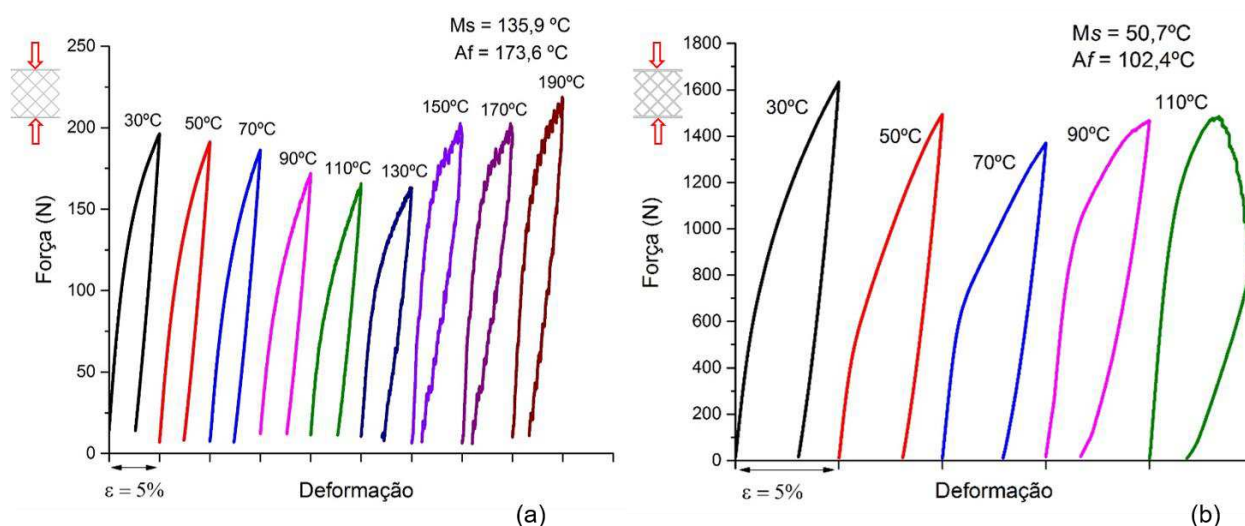 Ms = 135,9 ºC
Af = 173,6 ºC
250
200
150
100
50
0
Força (N)
30ºC
50ºC
70ºC
90ºC
110ºC
130ºC
150ºC
170ºC
190ºC
ε = 5%
Deformação
(a)
Ms = 50,7ºC
Af = 102,4ºC
1800
1600
1400
1200
1000
800
600
400
200
0
Força (N)
30ºC
50ºC
70ºC
90ºC
110ºC
ε = 5%
Deformação
(b)